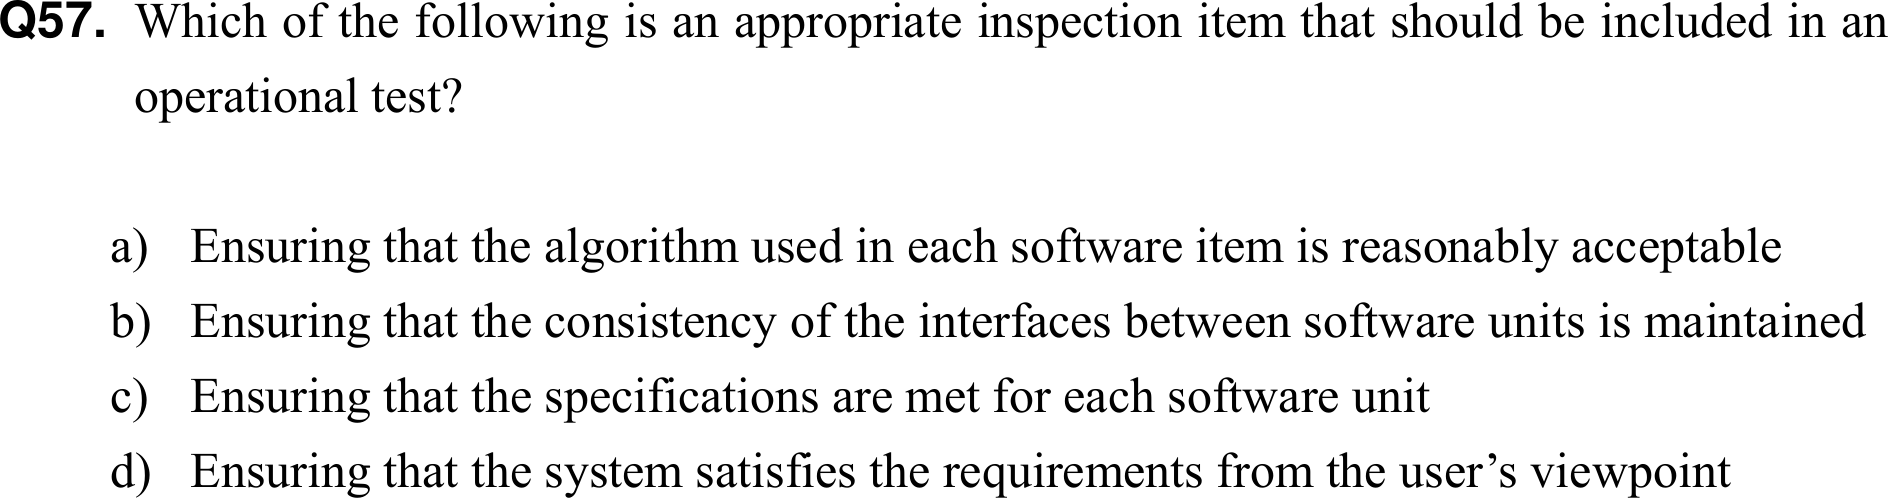 Q57. Which of the following is an appropriate inspection item that should be included in an
operational test?
a) Ensuring that the algorithm used in each software item is reasonably acceptable
b) Ensuring that the consistency of the interfaces between software units is maintained
c) Ensuring that the specifications are met for each software unit
d) Ensuring that the system satisfies the requirements from the user’s viewpoint